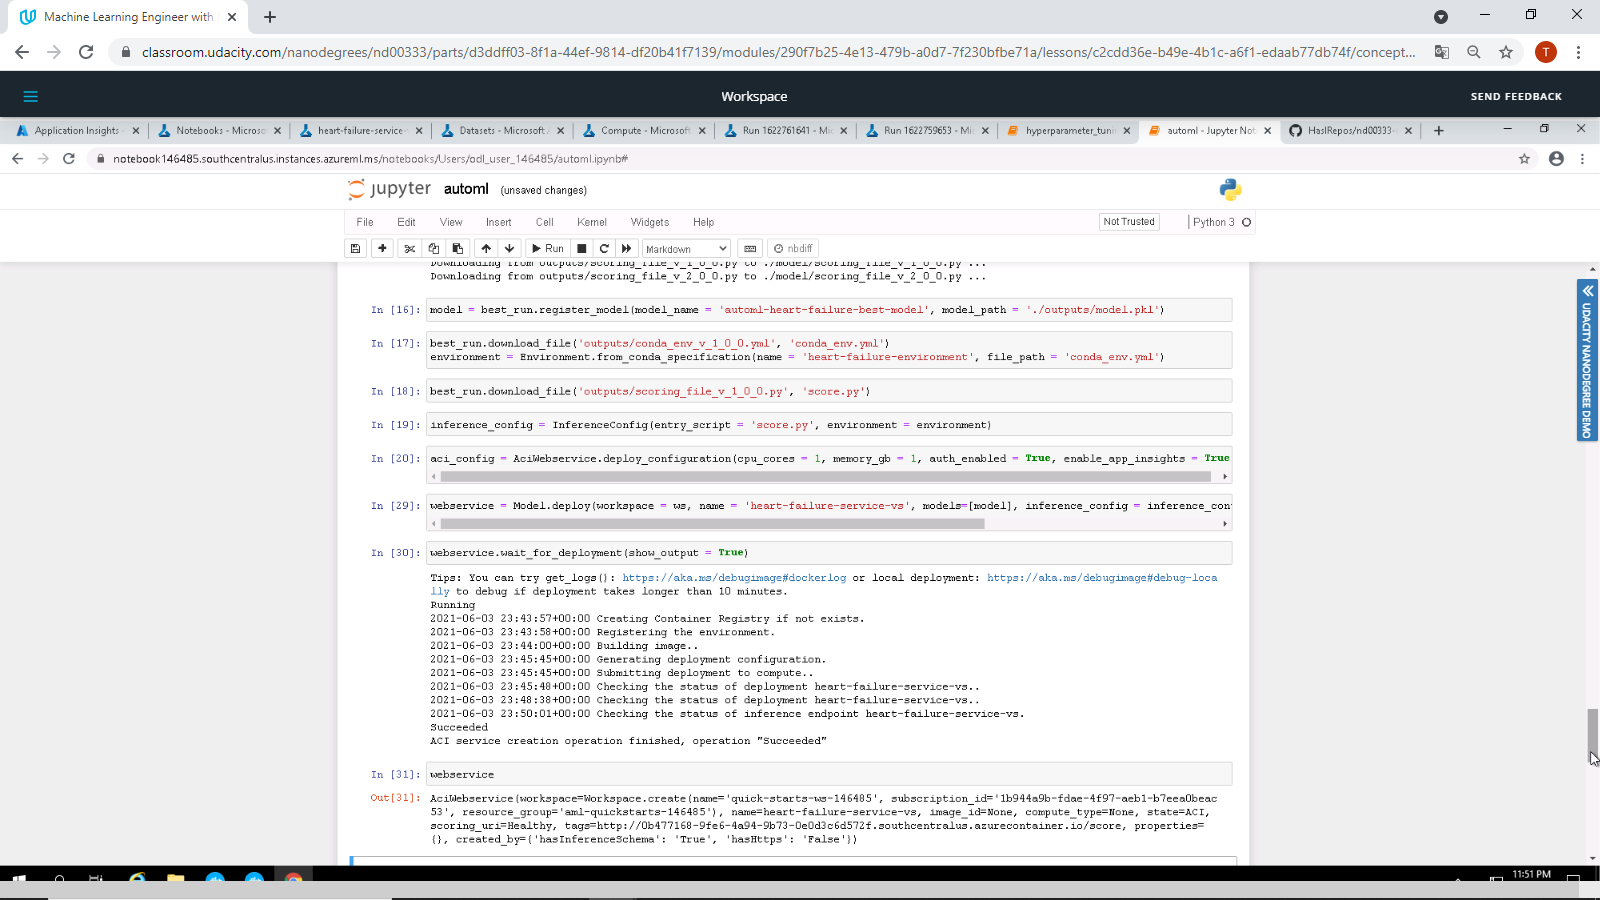 Machine Learning Engineer with
classroom.udacity.com/nanodegrees/nd00333/parts/d3ddff03-8f1a-44ef-9814-df20b41f7139/modules/290f7b25-4e13-479b-a0d7-7f230bfbe71a/lessons/c2cdd36e-b49e-4b1c-a6f1-edaab77db74f/concept...
T
Workspace
SEND FEEDBACK
Application Insights
Notebooks - Microso
heart-failure-service-
Datasets - Microsoft A
Compute - Microsoft
Run 1622761641 - Mic
Run 1622759653 - Mic
hyperparameter_tunin
automl - Jupyter Not
HaslRepos/nd00333-
notebook146485.southcentralus.instances.azureml.ms/notebooks/Users/odl_user_146485/automl.ipynb#
jupyter automl (unsaved changes)
File Edit View Insert Cell Kernel Widgets Help
Not Trusted
Python 3
Run
Markdown
nbdiff
Downloading from outputs/scoring_file_v_1_0_0.py to ./model/scoring_file_v_1_0_0.py ...
Downloading from outputs/scoring_file_v_2_0_0.py to ./model/scoring_file_v_2_0_0.py ...
In [16]: model = best_run.register_model(model_name = 'automl-heart-failure-best-model', model_path = './outputs/model.pkl')
In [17]: best_run.download_file('outputs/conda_env_v_1_0_0.yml', 'conda_env.yml')
environment = Environment.from_conda_specification(name = 'heart-failure-environment', file_path = 'conda_env.yml')
In [18]: best_run.download_file('outputs/scoring_file_v_1_0_0.py', 'score.py')
In [19]: inference_config = InferenceConfig(entry_script = 'score.py', environment = environment)
In [20]: aci_config = AciWebservice.deploy_configuration(cpu_cores = 1, memory_gb = 1, auth_enabled = True, enable_app_insights = True
In [29]: webservice = Model.deploy(workspace = ws, name = 'heart-failure-service-vs', models=[model], inference_config = inference_con
In [30]: webservice.wait_for_deployment(show_output = True)
Tips: You can try get_logs(): https://aka.ms/debugimage#dockerlog or local deployment: https://aka.ms/debugimage#debug-loca
lly to debug if deployment takes longer than 10 minutes.
Running
2021-06-03 23:43:57+00:00 Creating Container Registry if not exists.
2021-06-03 23:43:58+00:00 Registering the environment.
2021-06-03 23:44:00+00:00 Building image..
2021-06-03 23:45:45+00:00 Generating deployment configuration.
2021-06-03 23:45:45+00:00 Submitting deployment to compute..
2021-06-03 23:45:48+00:00 Checking the status of deployment heart-failure-service-vs..
2021-06-03 23:48:38+00:00 Checking the status of deployment heart-failure-service-vs..
2021-06-03 23:50:01+00:00 Checking the status of inference endpoint heart-failure-service-vs.
Succeeded
ACI service creation operation finished, operation "Succeeded"
In [31]: webservice
Out[31]: AciWebservice(workspace=Workspace.create(name='quick-starts-ws-146485', subscription_id='1b944a9b-fdae-4f97-aeb1-b7eea0beac
53', resource_group='aml-quickstarts-146485'), name=heart-failure-service-vs, image_id=None, compute_type=None, state=ACI,
scoring_uri=Healthy, tags=http://0b477168-9fe6-4a94-9b73-0e0d3c6d572f.southcentralus.azurecontainer.io/score, properties=
{}, created_by={'hasInferenceSchema': 'True', 'hasHttps': 'False'})
UDACITY NANODEGREE DEMO
11:51 PM